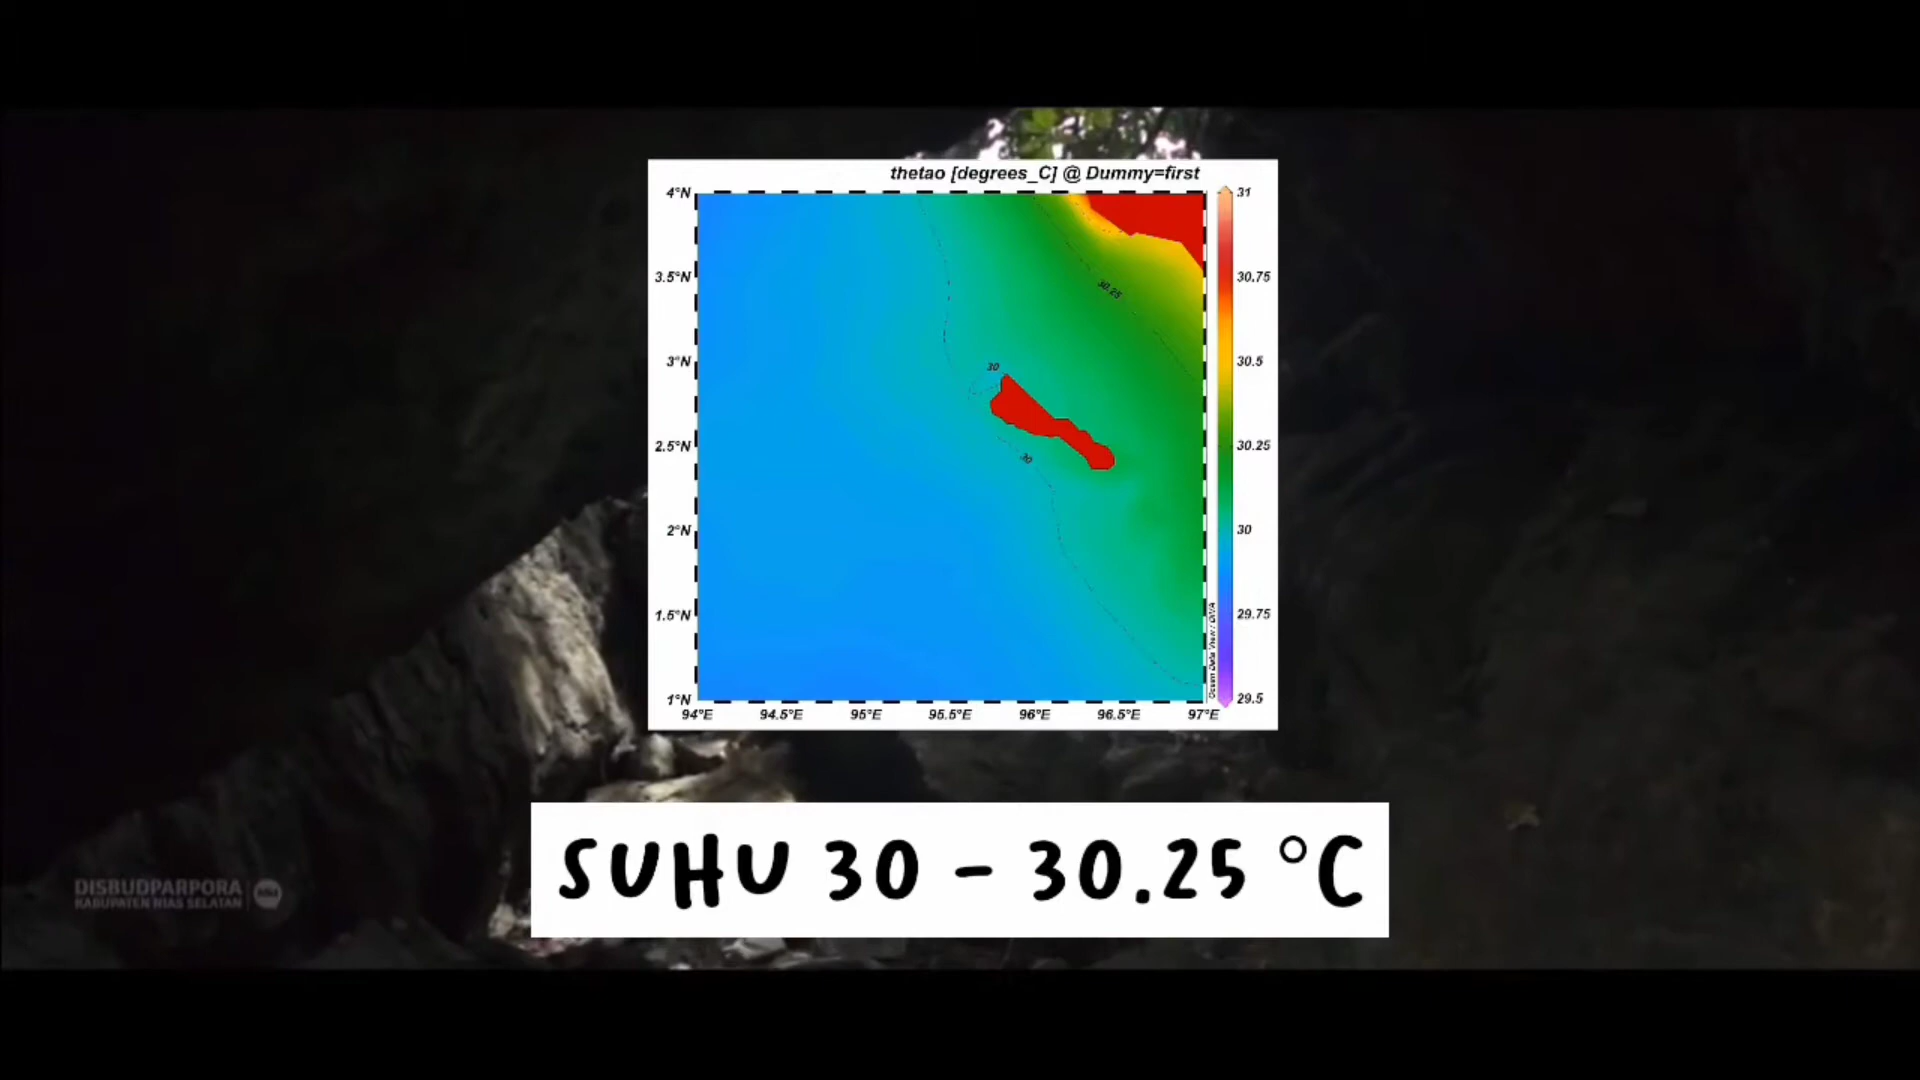 thetao [degrees_C] @ Dummy=first
4°N
3.5°N
3°N
2.5°N
2°N
1.5°N
1°N
94°E 94.5°E 95°E 95.5°E 96°E 96.5°E 97°E
30.25
30
30
31
30.75
30.5
30.25
30
29.75
29.5
Ocean Data View / DIVA
SUHU 30 - 30.25 °C
DISBUDPARPORA
KABUPATEN NIAS SELATAN